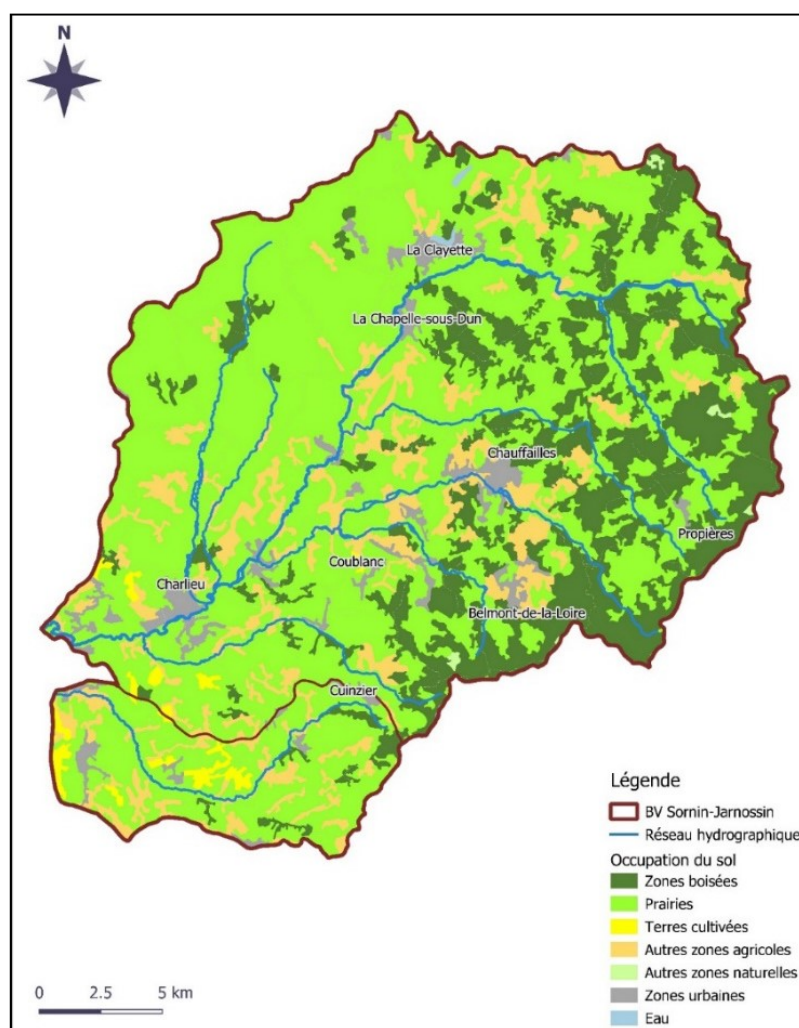 N
La Clayette
La Chapelle-sous-Dun
Chauffailles
Propières
Coublanc
Charlieu
Belmont-de-la-Loire
Cuinzier
Légende
BV Sornin-Jarnossin
Réseau hydrographique
Occupation du sol
Zones boisées
Prairies
Terres cultivées
Autres zones agricoles
Autres zones naturelles
Zones urbaines
Eau
0 2.5 5 km